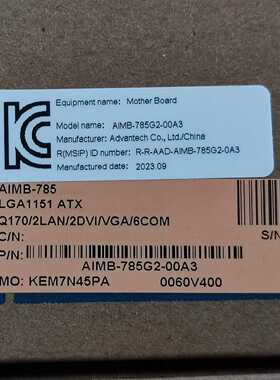 Equipment name: Mother Board
Model name: AIMB-785G2-00A3
Manufacturer: Advantech Co., Ltd./China
R(MSIP) ID number: R-R-AAD-AIMB-785G2-0A3
Manufactured date: 2023.09
AIMB-785
LGA1151 ATX
Q170/2LAN/2DVI/VGA/6COM
C/N:
S/N
P/N:
AIMB-785G2-00A3
MO: KEM7N45PA 0060V400